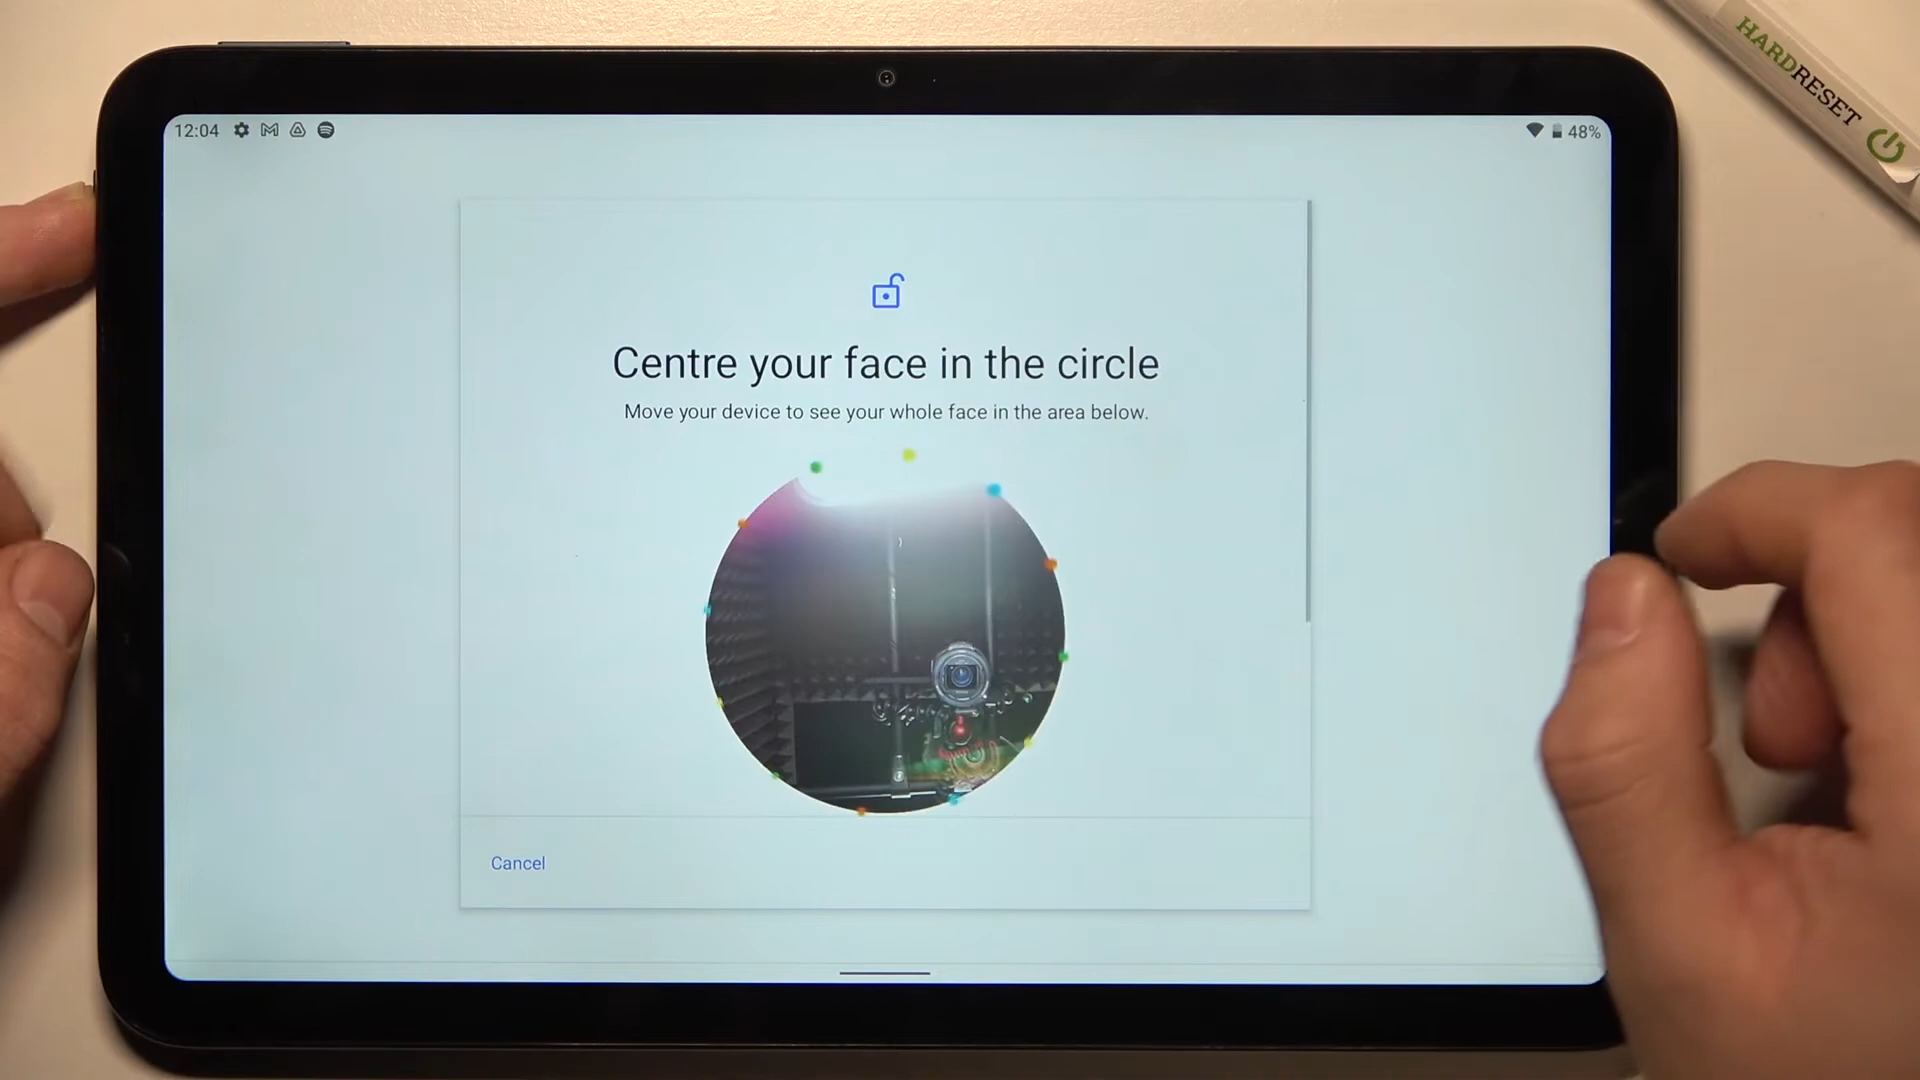 HARDRESET
12:04 48%
Centre your face in the circle
Move your device to see your whole face in the area below.
Cancel